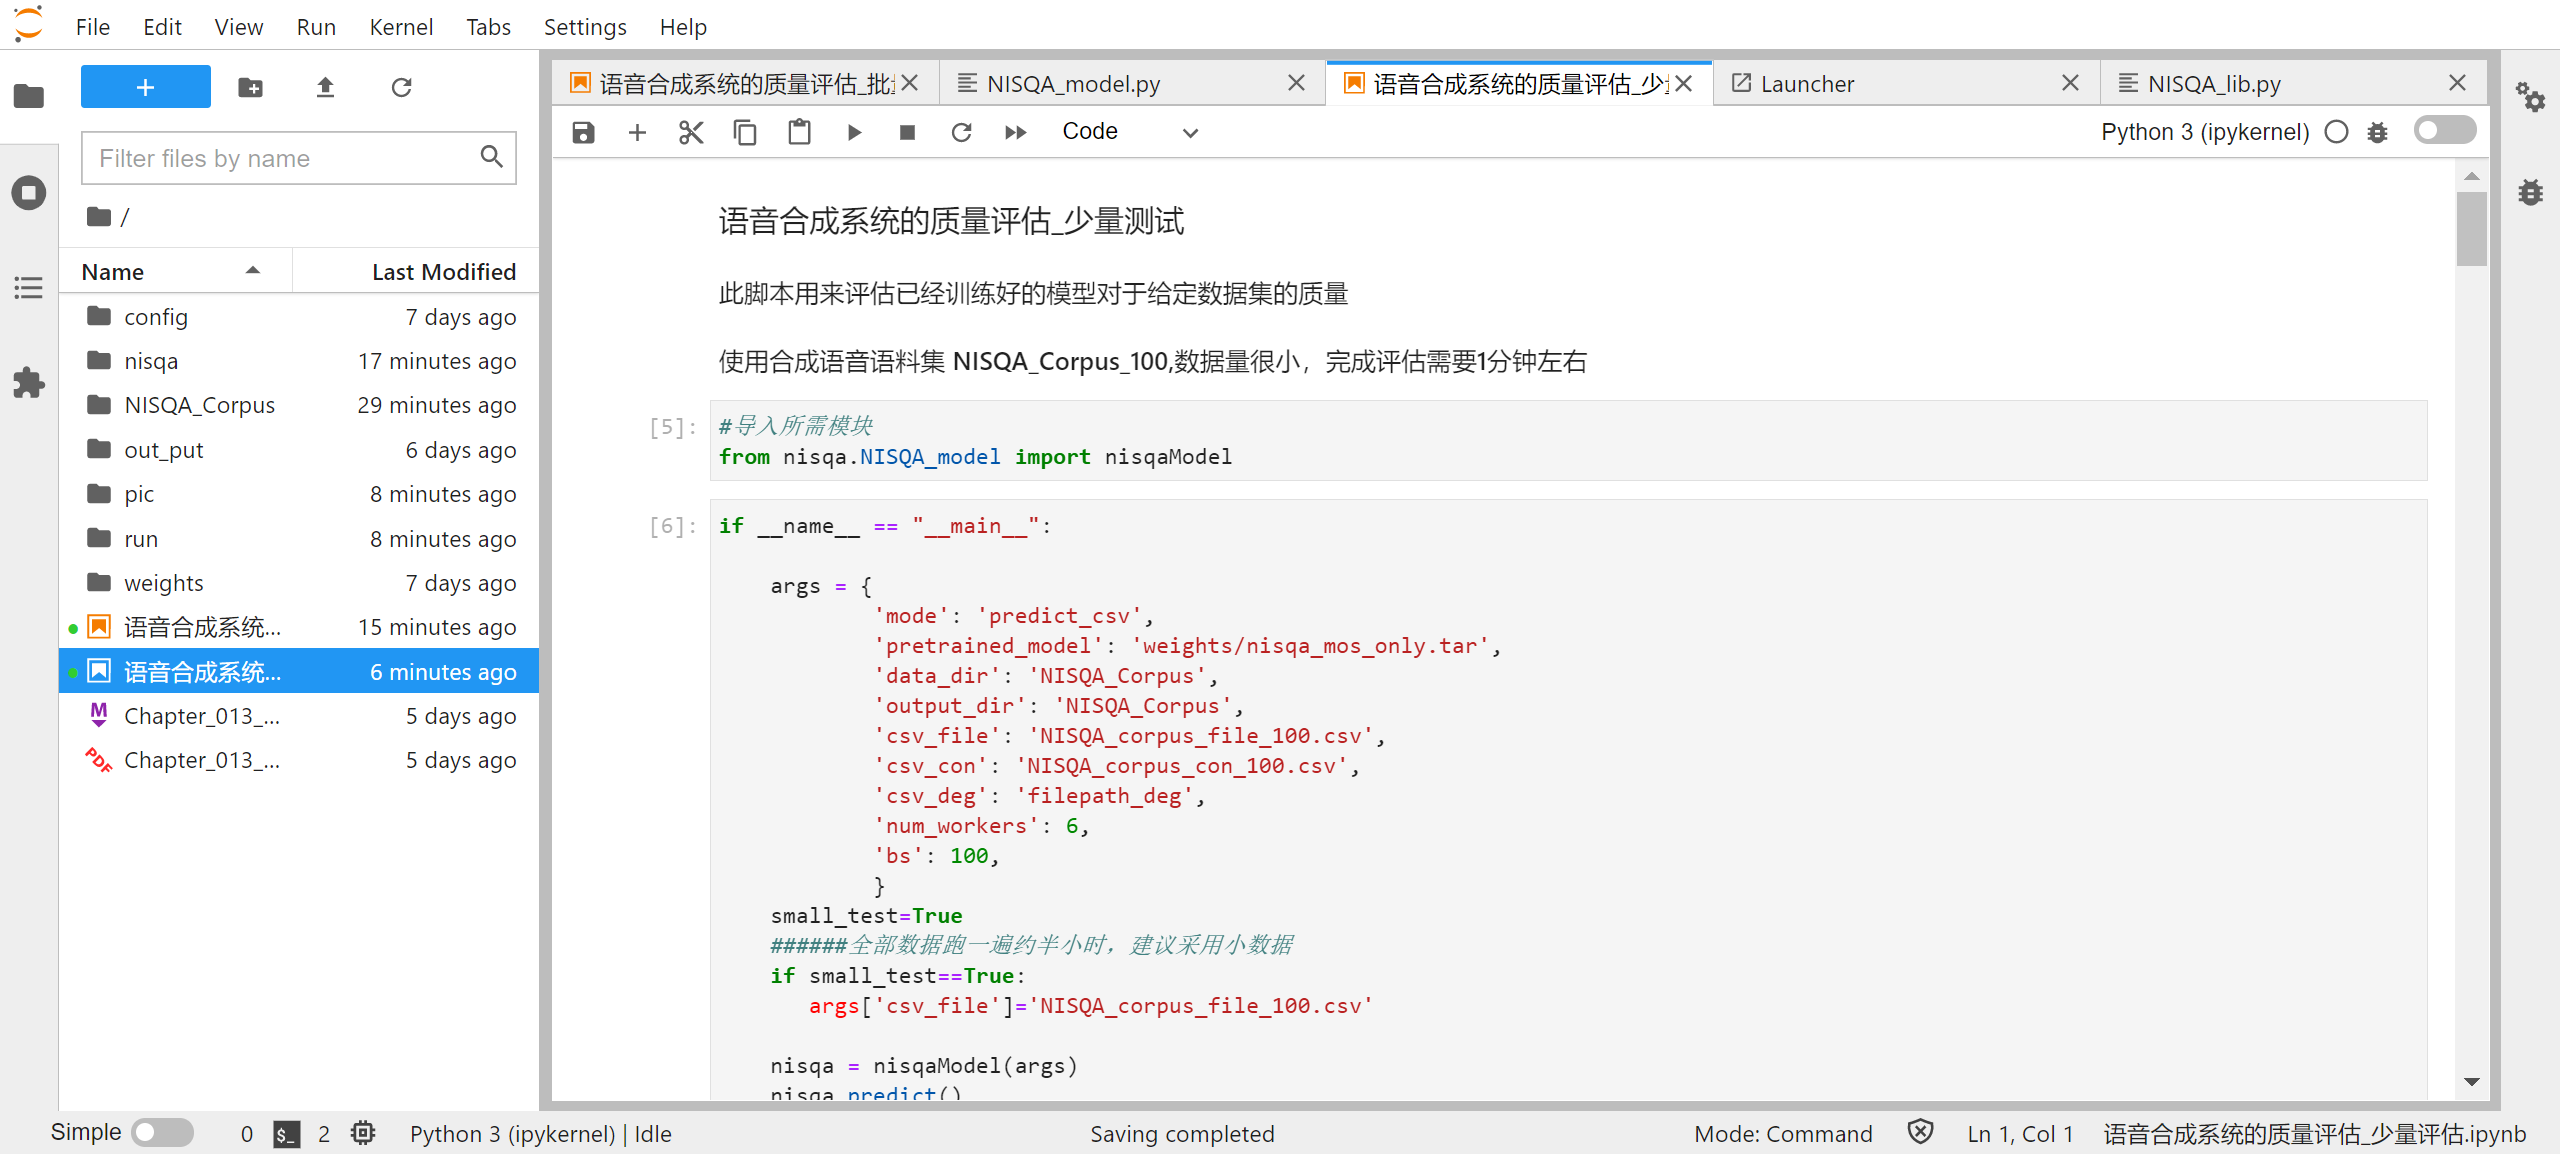 File Edit View Run Kernel Tabs Settings Help
+
Filter files by name
/
Name Last Modified
config 7 days ago
nisqa 17 minutes ago
NISQA_Corpus 29 minutes ago
out_put 6 days ago
pic 8 minutes ago
run 8 minutes ago
weights 7 days ago
语音合成系统... 15 minutes ago
语音合成系统... 6 minutes ago
Chapter_013_... 5 days ago
Chapter_013_... 5 days ago
语音合成系统的质量评估_批 NISQA_model.py 语音合成系统的质量评估_少 Launcher NISQA_lib.py
Code Python 3 (ipykernel)
语音合成系统的质量评估_少量测试
此脚本用来评估已经训练好的模型对于给定数据集的质量
使用合成语音语料集 NISQA_Corpus_100,数据量很小，完成评估需要1分钟左右
[5]: #导入所需模块
from nisqa.NISQA_model import nisqaModel
[6]: if __name__ == "__main__":
args = {
'mode': 'predict_csv',
'pretrained_model': 'weights/nisqa_mos_only.tar',
'data_dir': 'NISQA_Corpus',
'output_dir': 'NISQA_Corpus',
'csv_file': 'NISQA_corpus_file_100.csv',
'csv_con': 'NISQA_corpus_con_100.csv',
'csv_deg': 'filepath_deg',
'num_workers': 6,
'bs': 100,
}
small_test=True
######全部数据跑一遍约半小时，建议采用小数据
if small_test==True:
args['csv_file']='NISQA_corpus_file_100.csv'
nisqa = nisqaModel(args)
nisqa.predict()
Simple 0 $_ 2 Python 3 (ipykernel) | Idle Saving completed Mode: Command Ln 1, Col 1 语音合成系统的质量评估_少量评估.ipynb